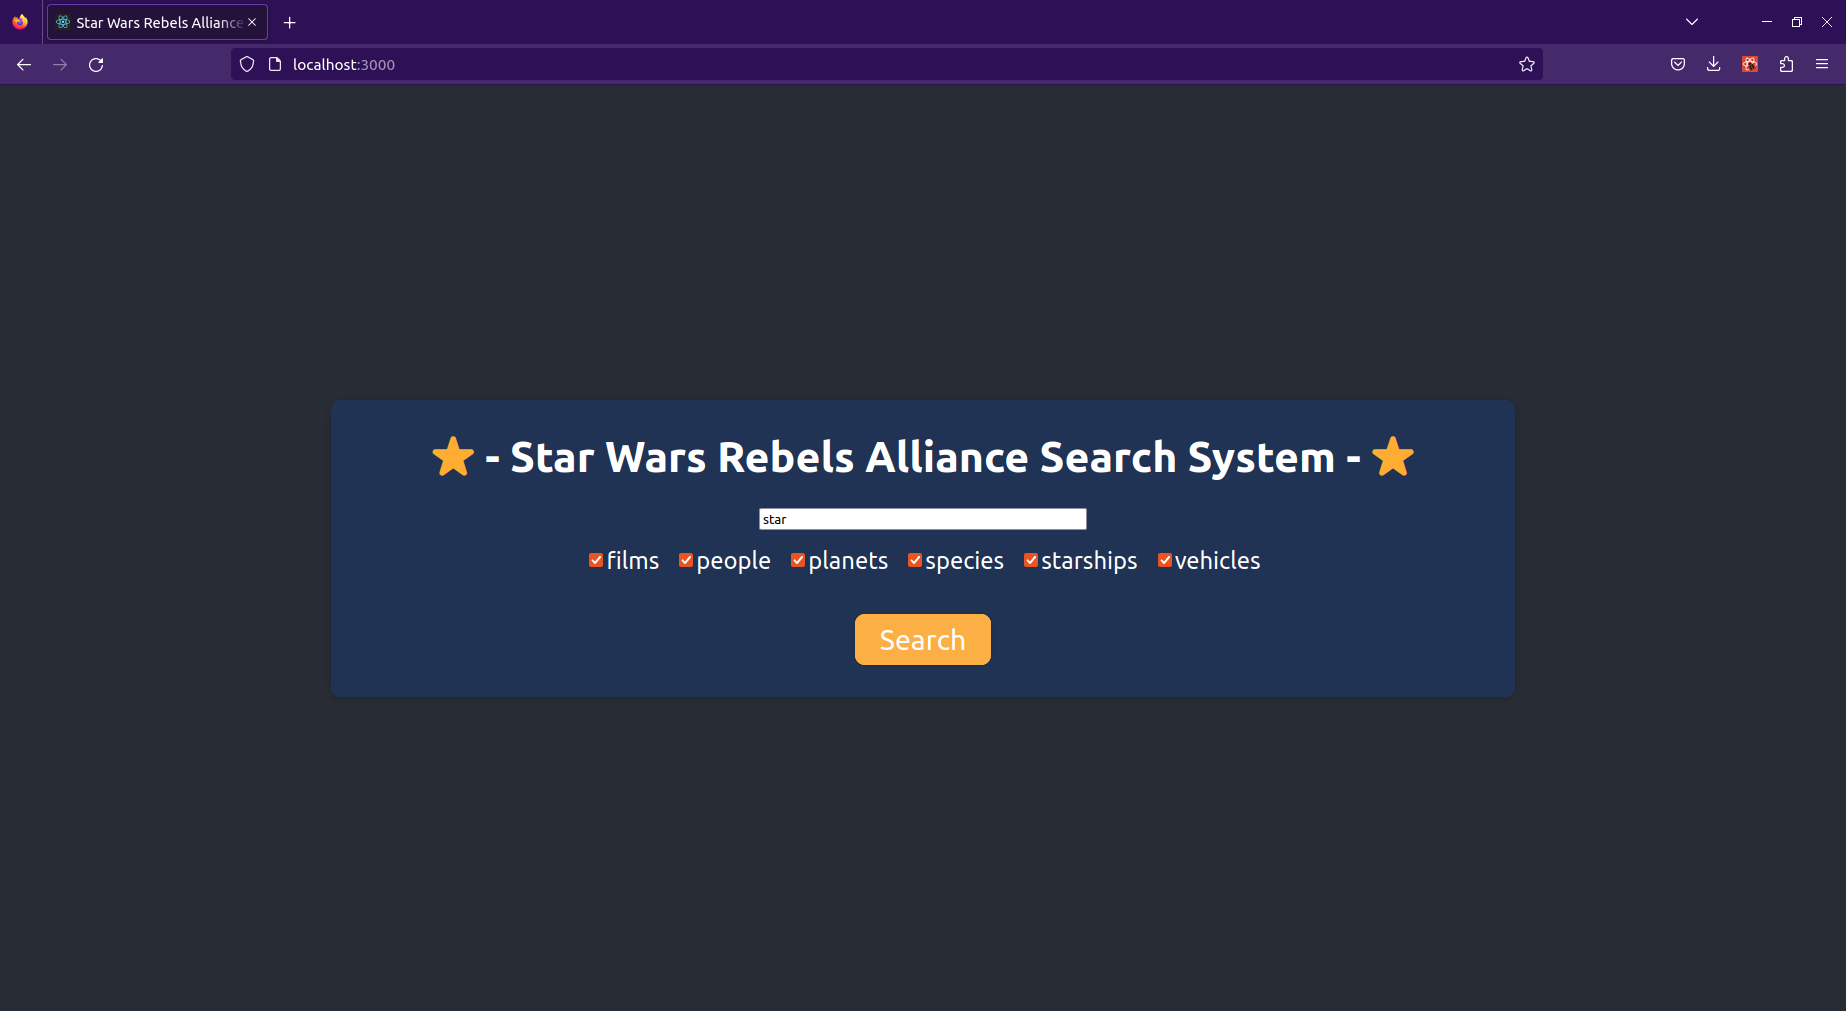 Star Wars Rebels Alliance
localhost:3000
- Star Wars Rebels Alliance Search System -
star
films people planets species starships vehicles
Search